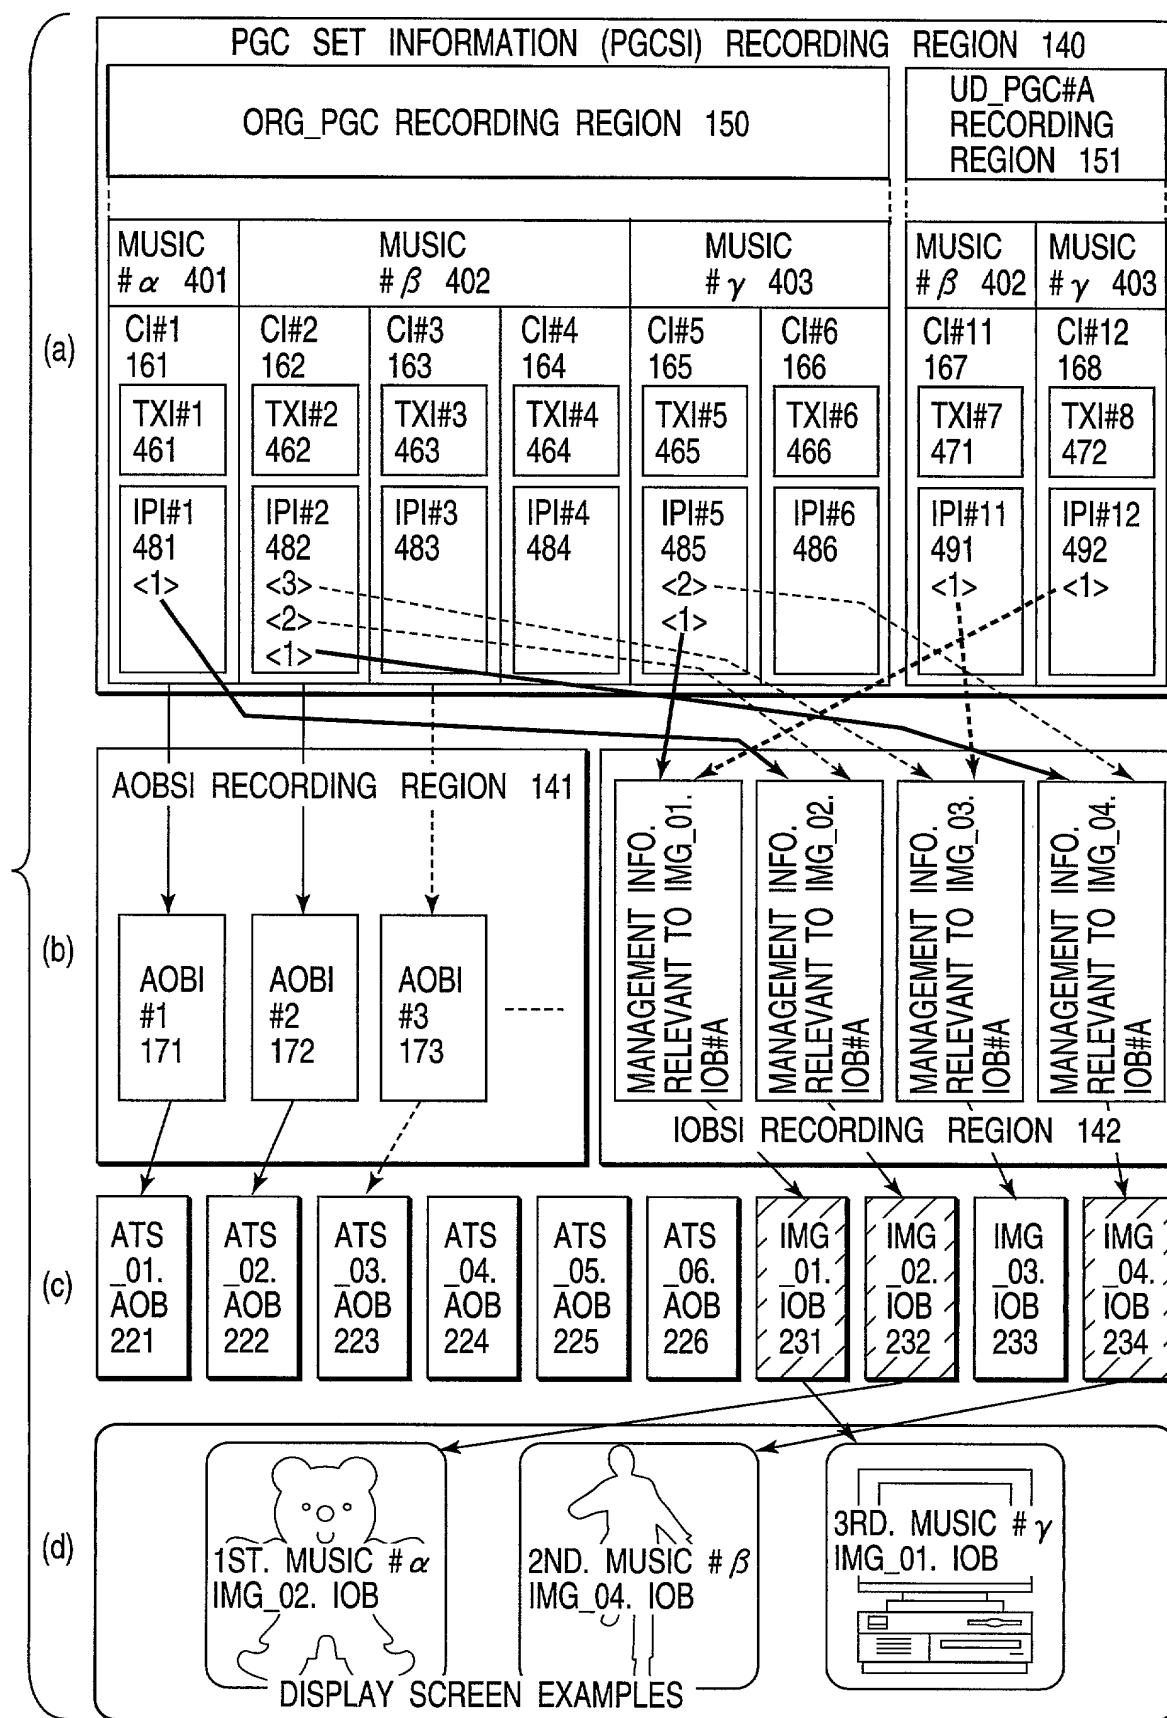 PGC SET INFORMATION (PGCSI) RECORDING REGION 140
ORG_PGC RECORDING REGION 150
UD_PGC#A
RECORDING
REGION 151
(a)
MUSIC
# α 401
MUSIC
# β 402
MUSIC
# γ 403
MUSIC
# β 402
MUSIC
# γ 403
CI#1
161
CI#2
162
CI#3
163
CI#4
164
CI#5
165
CI#6
166
CI#11
167
CI#12
168
TXI#1
461
TXI#2
462
TXI#3
463
TXI#4
464
TXI#5
465
TXI#6
466
TXI#7
471
TXI#8
472
IPI#1
481
<1>
IPI#2
482
<3>
<2>
<1>
IPI#3
483
IPI#4
484
IPI#5
485
<2>
<1>
IPI#6
486
IPI#11
491
<1>
IPI#12
492
<1>
(b)
AOBSI RECORDING REGION 141
AOBI
#1
171
AOBI
#2
172
AOBI
#3
173
MANAGEMENT INFO.
RELEVANT TO IMG_01.
IOB#A
MANAGEMENT INFO.
RELEVANT TO IMG_02.
IOB#A
MANAGEMENT INFO.
RELEVANT TO IMG_03.
IOB#A
MANAGEMENT INFO.
RELEVANT TO IMG_04.
IOB#A
IOBSI RECORDING REGION 142
(c)
ATS
_01.
AOB
221
ATS
_02.
AOB
222
ATS
_03.
AOB
223
ATS
_04.
AOB
224
ATS
_05.
AOB
225
ATS
_06.
AOB
226
IMG
_01.
IOB
231
IMG
_02.
IOB
232
IMG
_03.
IOB
233
IMG
_04.
IOB
234
(d)
1ST. MUSIC # α
IMG_02. IOB
2ND. MUSIC # β
IMG_04. IOB
3RD. MUSIC # γ
IMG_01. IOB
DISPLAY SCREEN EXAMPLES